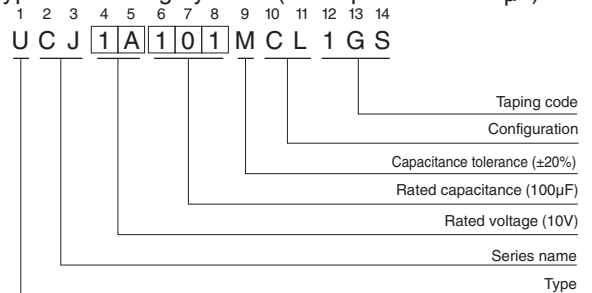 1 2 3 4 5 6 7 8 9 10 11 12 13 14
U C J 1 A 1 0 1 M C L 1 G S
Taping code
Configuration
Capacitance tolerance (±20%)
Rated capacitance (100µF)
Rated voltage (10V)
Series name
Type